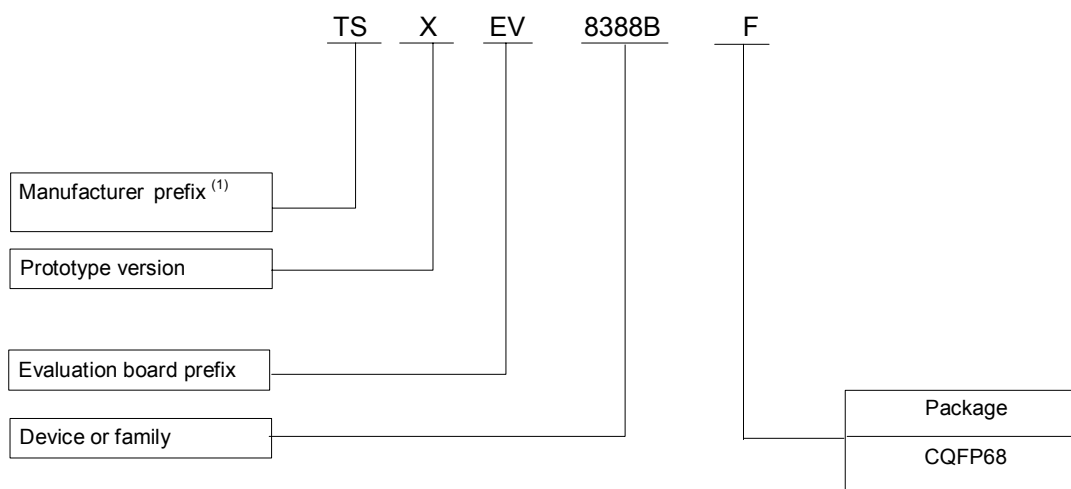 TS X EV 8388B F
Manufacturer prefix (1)
Prototype version
Evaluation board prefix
Device or family
Package
CQFP68